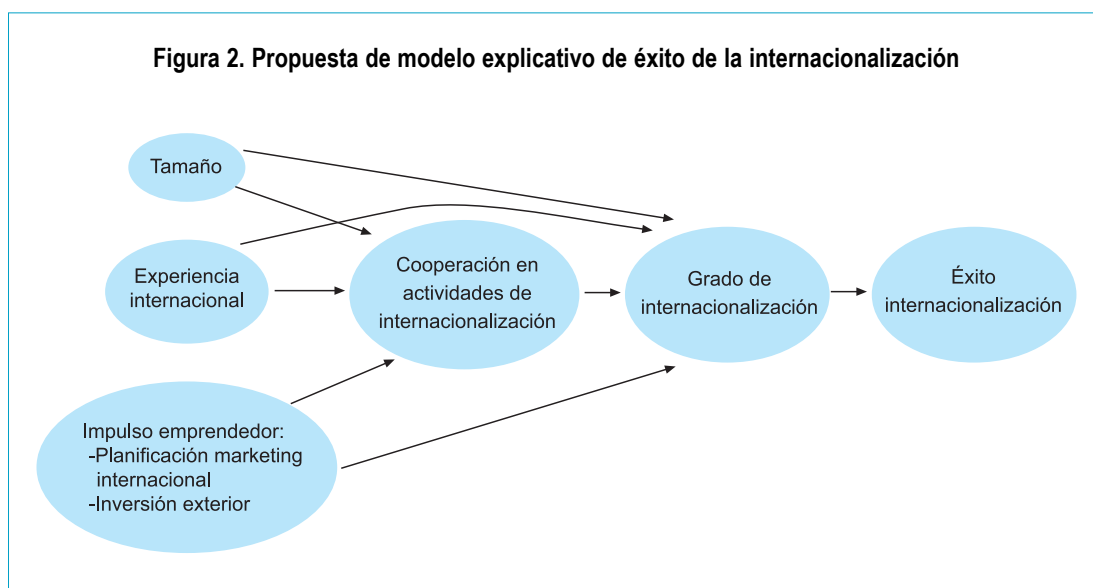 Figura 2. Propuesta de modelo explicativo de éxito de la internacionalización
Tamaño
Experiencia
internacional
Cooperación en
actividades de
internacionalización
Grado de
internacionalización
Éxito
internacionalización
Impulso emprendedor:
-Planificación marketing
internacional
-Inversión exterior